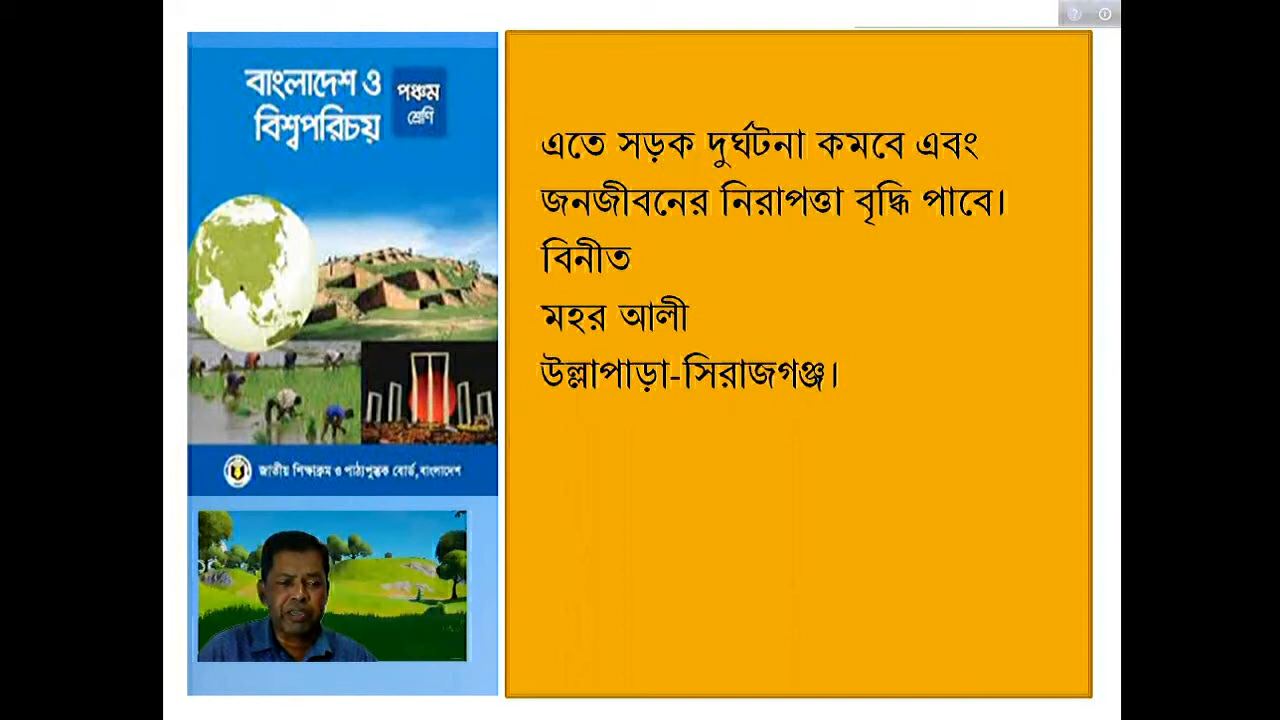 বাংলাদেশ ও
বিশ্বপরিচয়
পঞ্চম
শ্রেণি
জাতীয় শিক্ষাক্রম ও পাঠ্যপুস্তক বোর্ড, বাংলাদেশ
এতে সড়ক দুর্ঘটনা কমবে এবং
জনজীবনের নিরাপত্তা বৃদ্ধি পাবে।
বিনীত
মহর আলী
উল্লাপাড়া-সিরাজগঞ্জ।